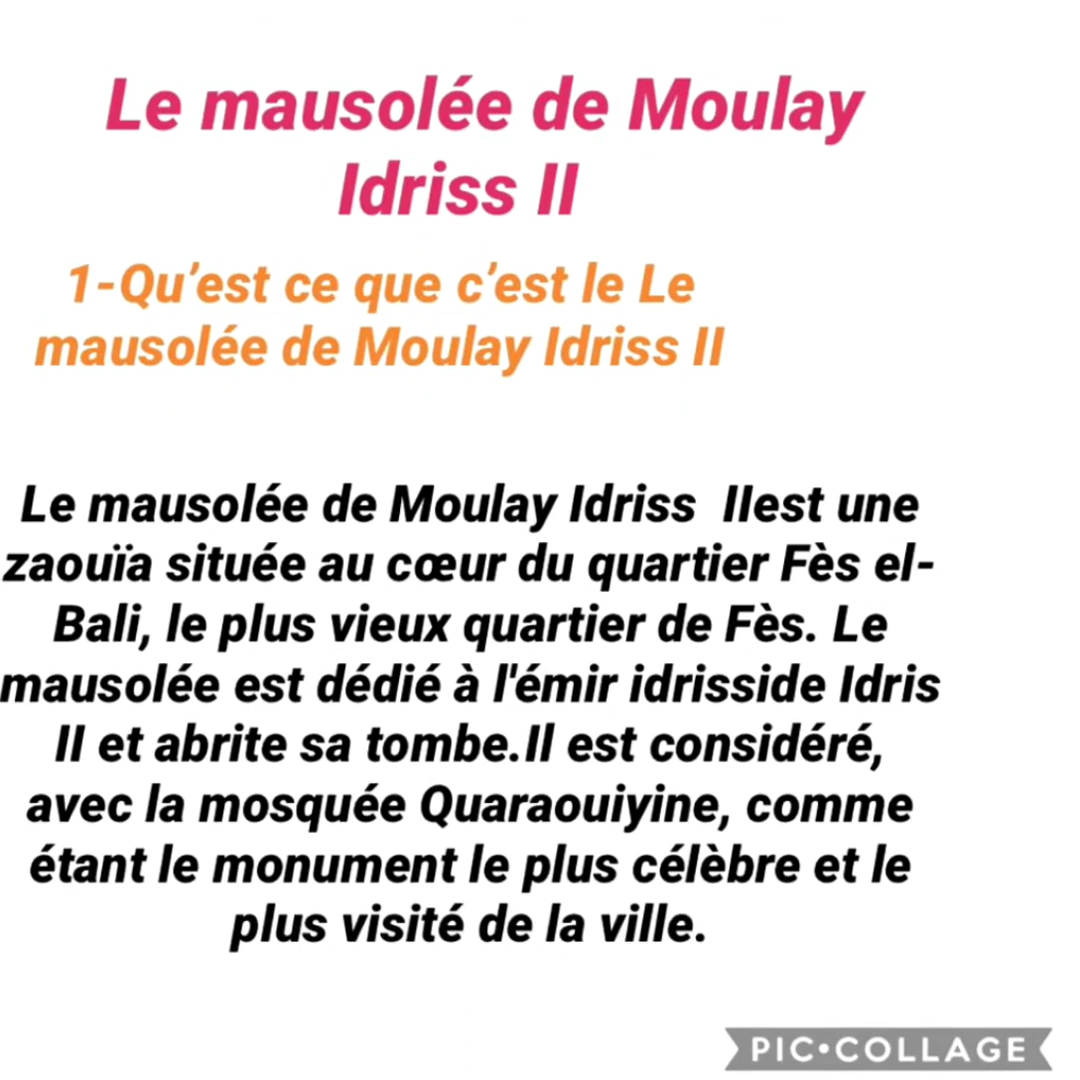 Le mausolée de Moulay
Idriss II
1-Qu’est ce que c’est le Le
mausolée de Moulay Idriss II
Le mausolée de Moulay Idriss  IIest une
zaouïa située au cœur du quartier Fès el-
Bali, le plus vieux quartier de Fès. Le
mausolée est dédié à l'émir idrisside Idris
II et abrite sa tombe.Il est considéré,
avec la mosquée Quaraouiyine, comme
étant le monument le plus célèbre et le
plus visité de la ville.
PIC•COLLAGE